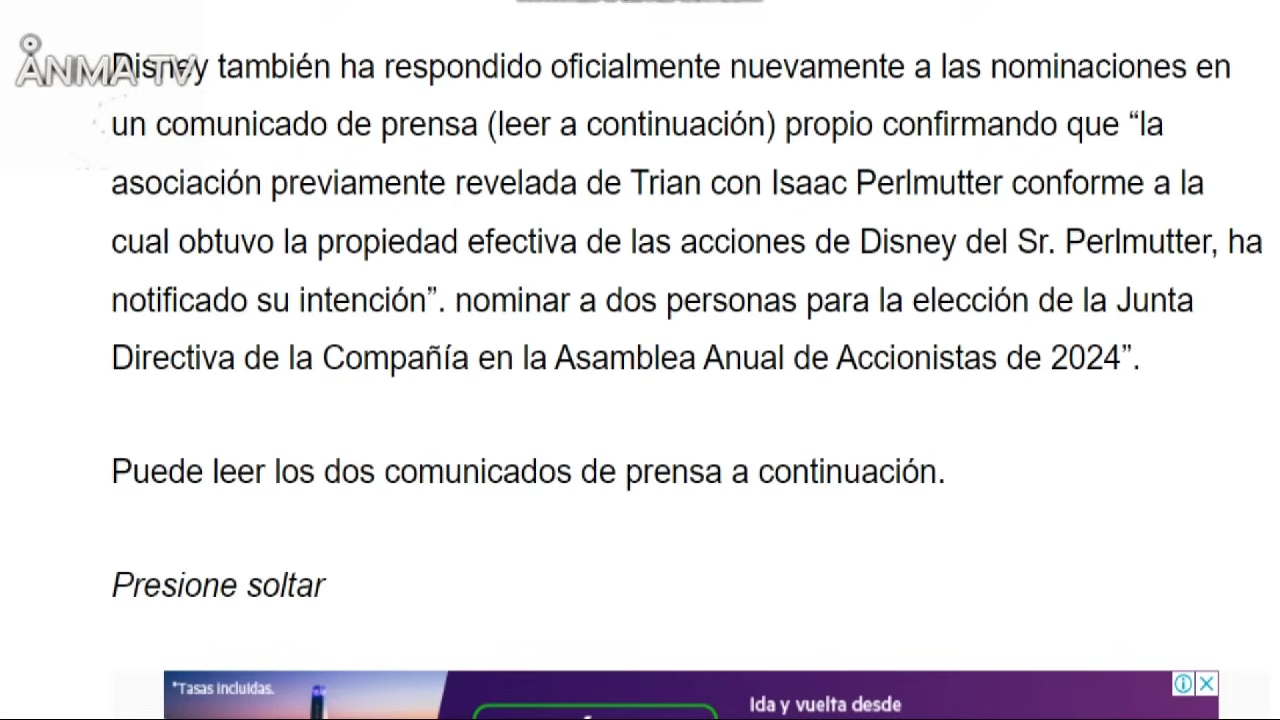 ANMA TV
Disney también ha respondido oficialmente nuevamente a las nominaciones en
un comunicado de prensa (leer a continuación) propio confirmando que “la
asociación previamente revelada de Trian con Isaac Perlmutter conforme a la
cual obtuvo la propiedad efectiva de las acciones de Disney del Sr. Perlmutter, ha
notificado su intención”. nominar a dos personas para la elección de la Junta
Directiva de la Compañía en la Asamblea Anual de Accionistas de 2024”.
Puede leer los dos comunicados de prensa a continuación.
Presione soltar
*Tasas incluidas.
Ida y vuelta desde